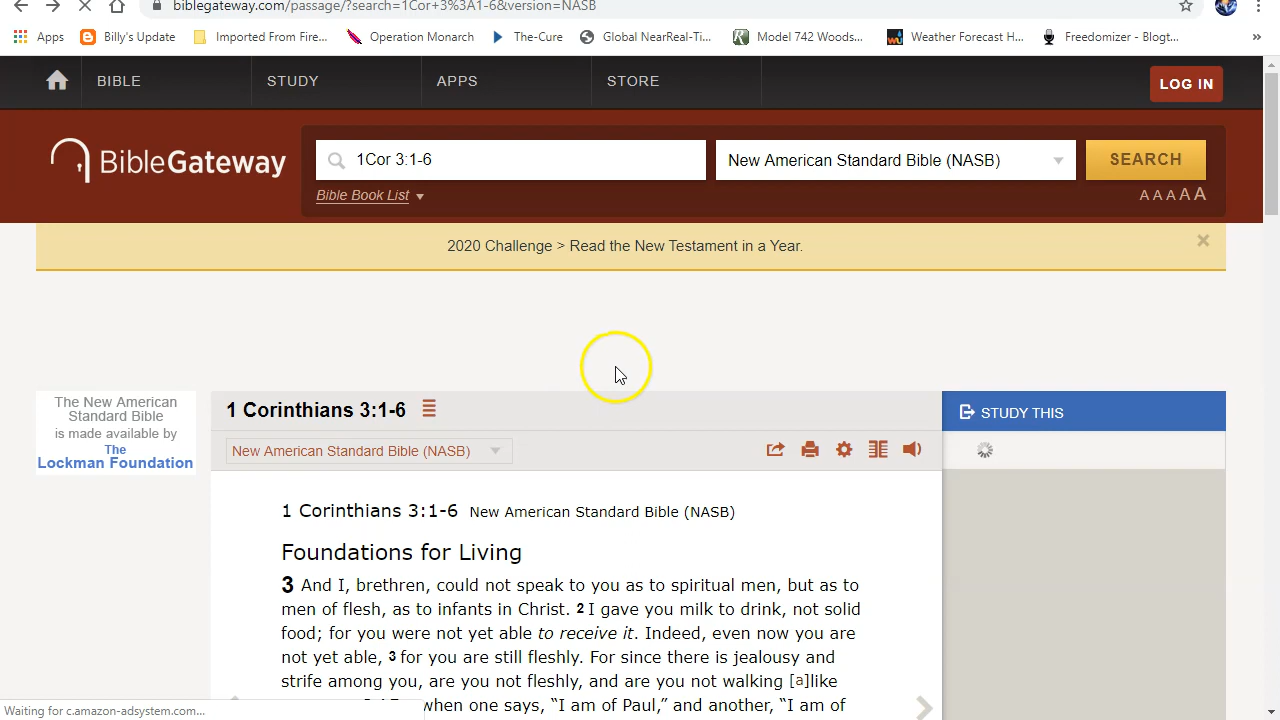 biblegateway.com/passage/?search=1Cor+3%3A1-6&version=NASB
Apps Billy's Update Imported From Fire... Operation Monarch The-Cure Global NearReal-Ti... Model 742 Woods... Weather Forecast H... Freedomizer - Blogt... »
BIBLE STUDY APPS STORE LOG IN
BibleGateway
1Cor 3:1-6 New American Standard Bible (NASB) SEARCH
Bible Book List A A A A A
2020 Challenge > Read the New Testament in a Year. ×
The New American
Standard Bible
is made available by
The
Lockman Foundation
1 Corinthians 3:1-6
STUDY THIS
New American Standard Bible (NASB)
1 Corinthians 3:1-6 New American Standard Bible (NASB)
Foundations for Living
3 And I, brethren, could not speak to you as to spiritual men, but as to
men of flesh, as to infants in Christ. 2 I gave you milk to drink, not solid
food; for you were not yet able to receive it. Indeed, even now you are
not yet able, 3 for you are still fleshly. For since there is jealousy and
strife among you, are you not fleshly, and are you not walking [a]like
when one says, “I am of Paul,” and another, “I am of
Waiting for c.amazon-adsystem.com...